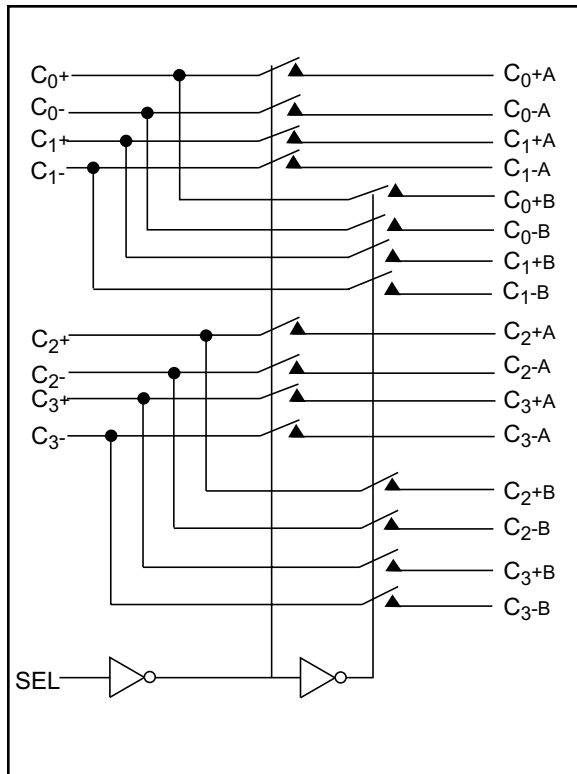 C0+ C0+A
C0- C0-A
C1+ C1+A
C1- C1-A
C0+B
C0-B
C1+B
C1-B
C2+ C2+A
C2- C2-A
C3+ C3+A
C3- C3-A
C2+B
C2-B
C3+B
C3-B
SEL